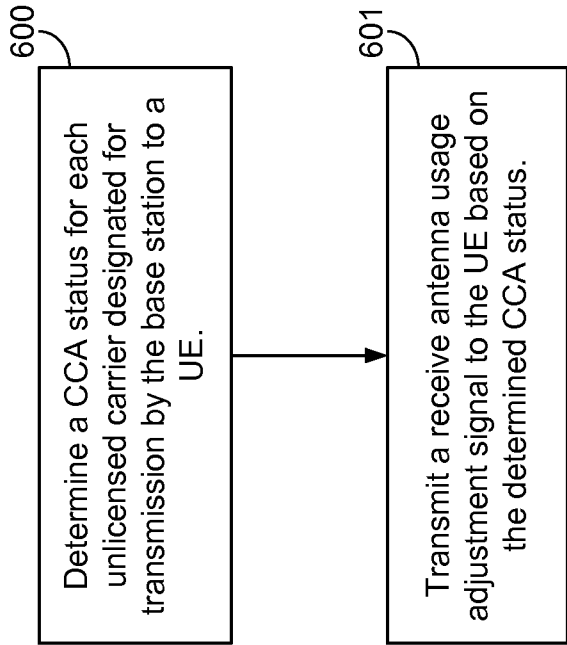 600
Determine a CCA status for each
unlicensed carrier designated for
transmission by the base station to a
UE.
601
Transmit a receive antenna usage
adjustment signal to the UE based on
the determined CCA status.